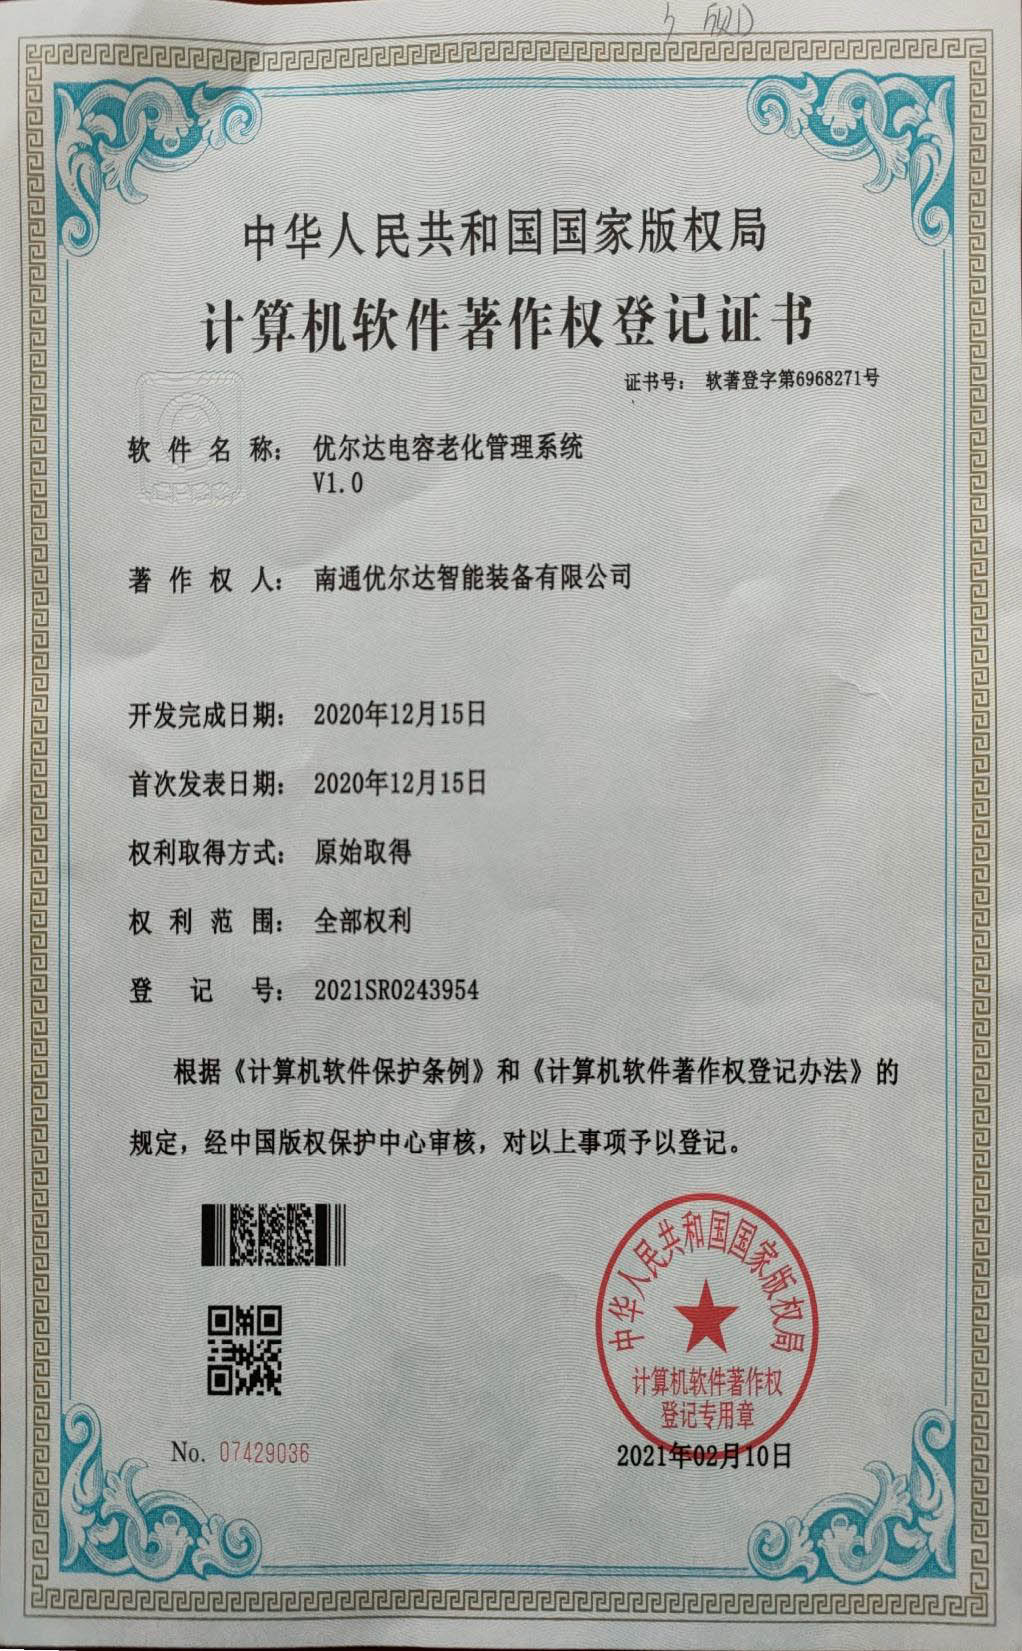 中华人民共和国国家版权局
计算机软件著作权登记证书
证书号： 软著登字第6968271号
软件名称： 优尔达电容老化管理系统
V1.0
著作权人： 南通优尔达智能装备有限公司
开发完成日期： 2020年12月15日
首次发表日期： 2020年12月15日
权利取得方式： 原始取得
权利范围： 全部权利
登记号： 2021SR0243954
根据《计算机软件保护条例》和《计算机软件著作权登记办法》的
规定，经中国版权保护中心审核，对以上事项予以登记。
中华人民共和国国家版权局
计算机软件著作权
登记专用章
No. 07429036
2021年02月10日